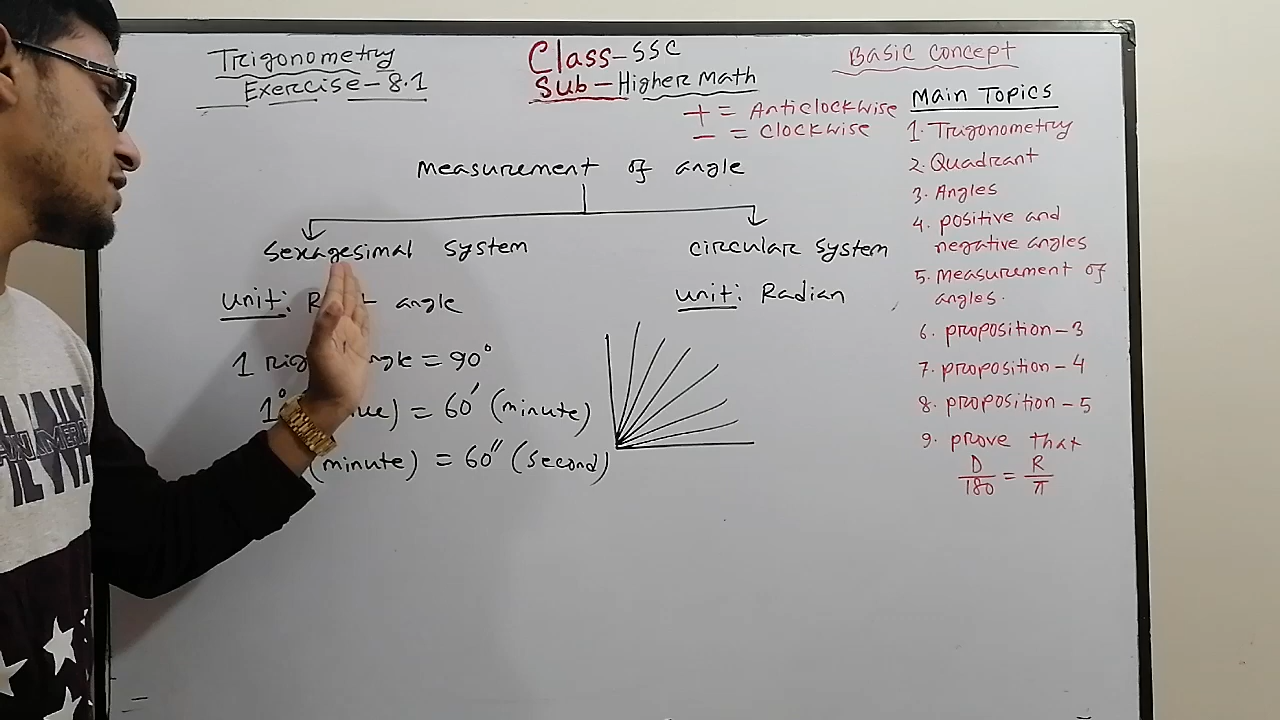 Trigonometry
Exercise - 8.1
Class - SSC
Sub - Higher Math
Basic Concept
+ = Anticlockwise
- = Clockwise
Measurement of angle
Sexagesimal system
circular system
unit: angle
unit: Radian
1 angle = 90°
1° = 60′ (minute)
(minute) = 60″ (second)
Main Topics
1. Trigonometry
2. Quadrant
3. Angles
4. positive and
negative angles
5. Measurement of
angles.
6. proposition - 3
7. proposition - 4
8. proposition - 5
9. prove that
D/180 = R/π